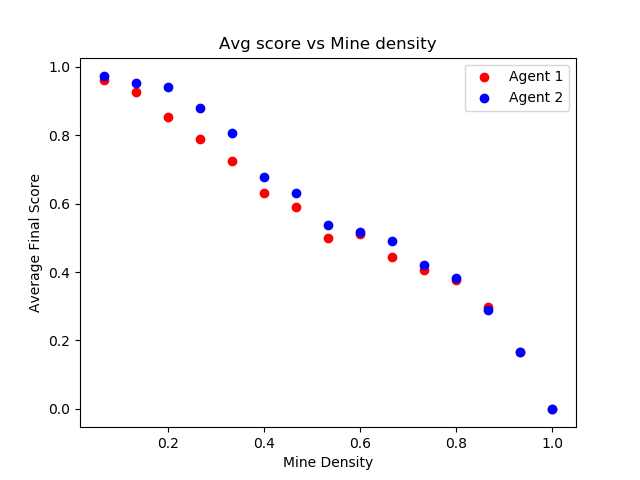 Avg score vs Mine density
Agent 1
Agent 2
1.0
0.8
0.6
0.4
0.2
0.0
Average Final Score
0.2 0.4 0.6 0.8 1.0
Mine Density